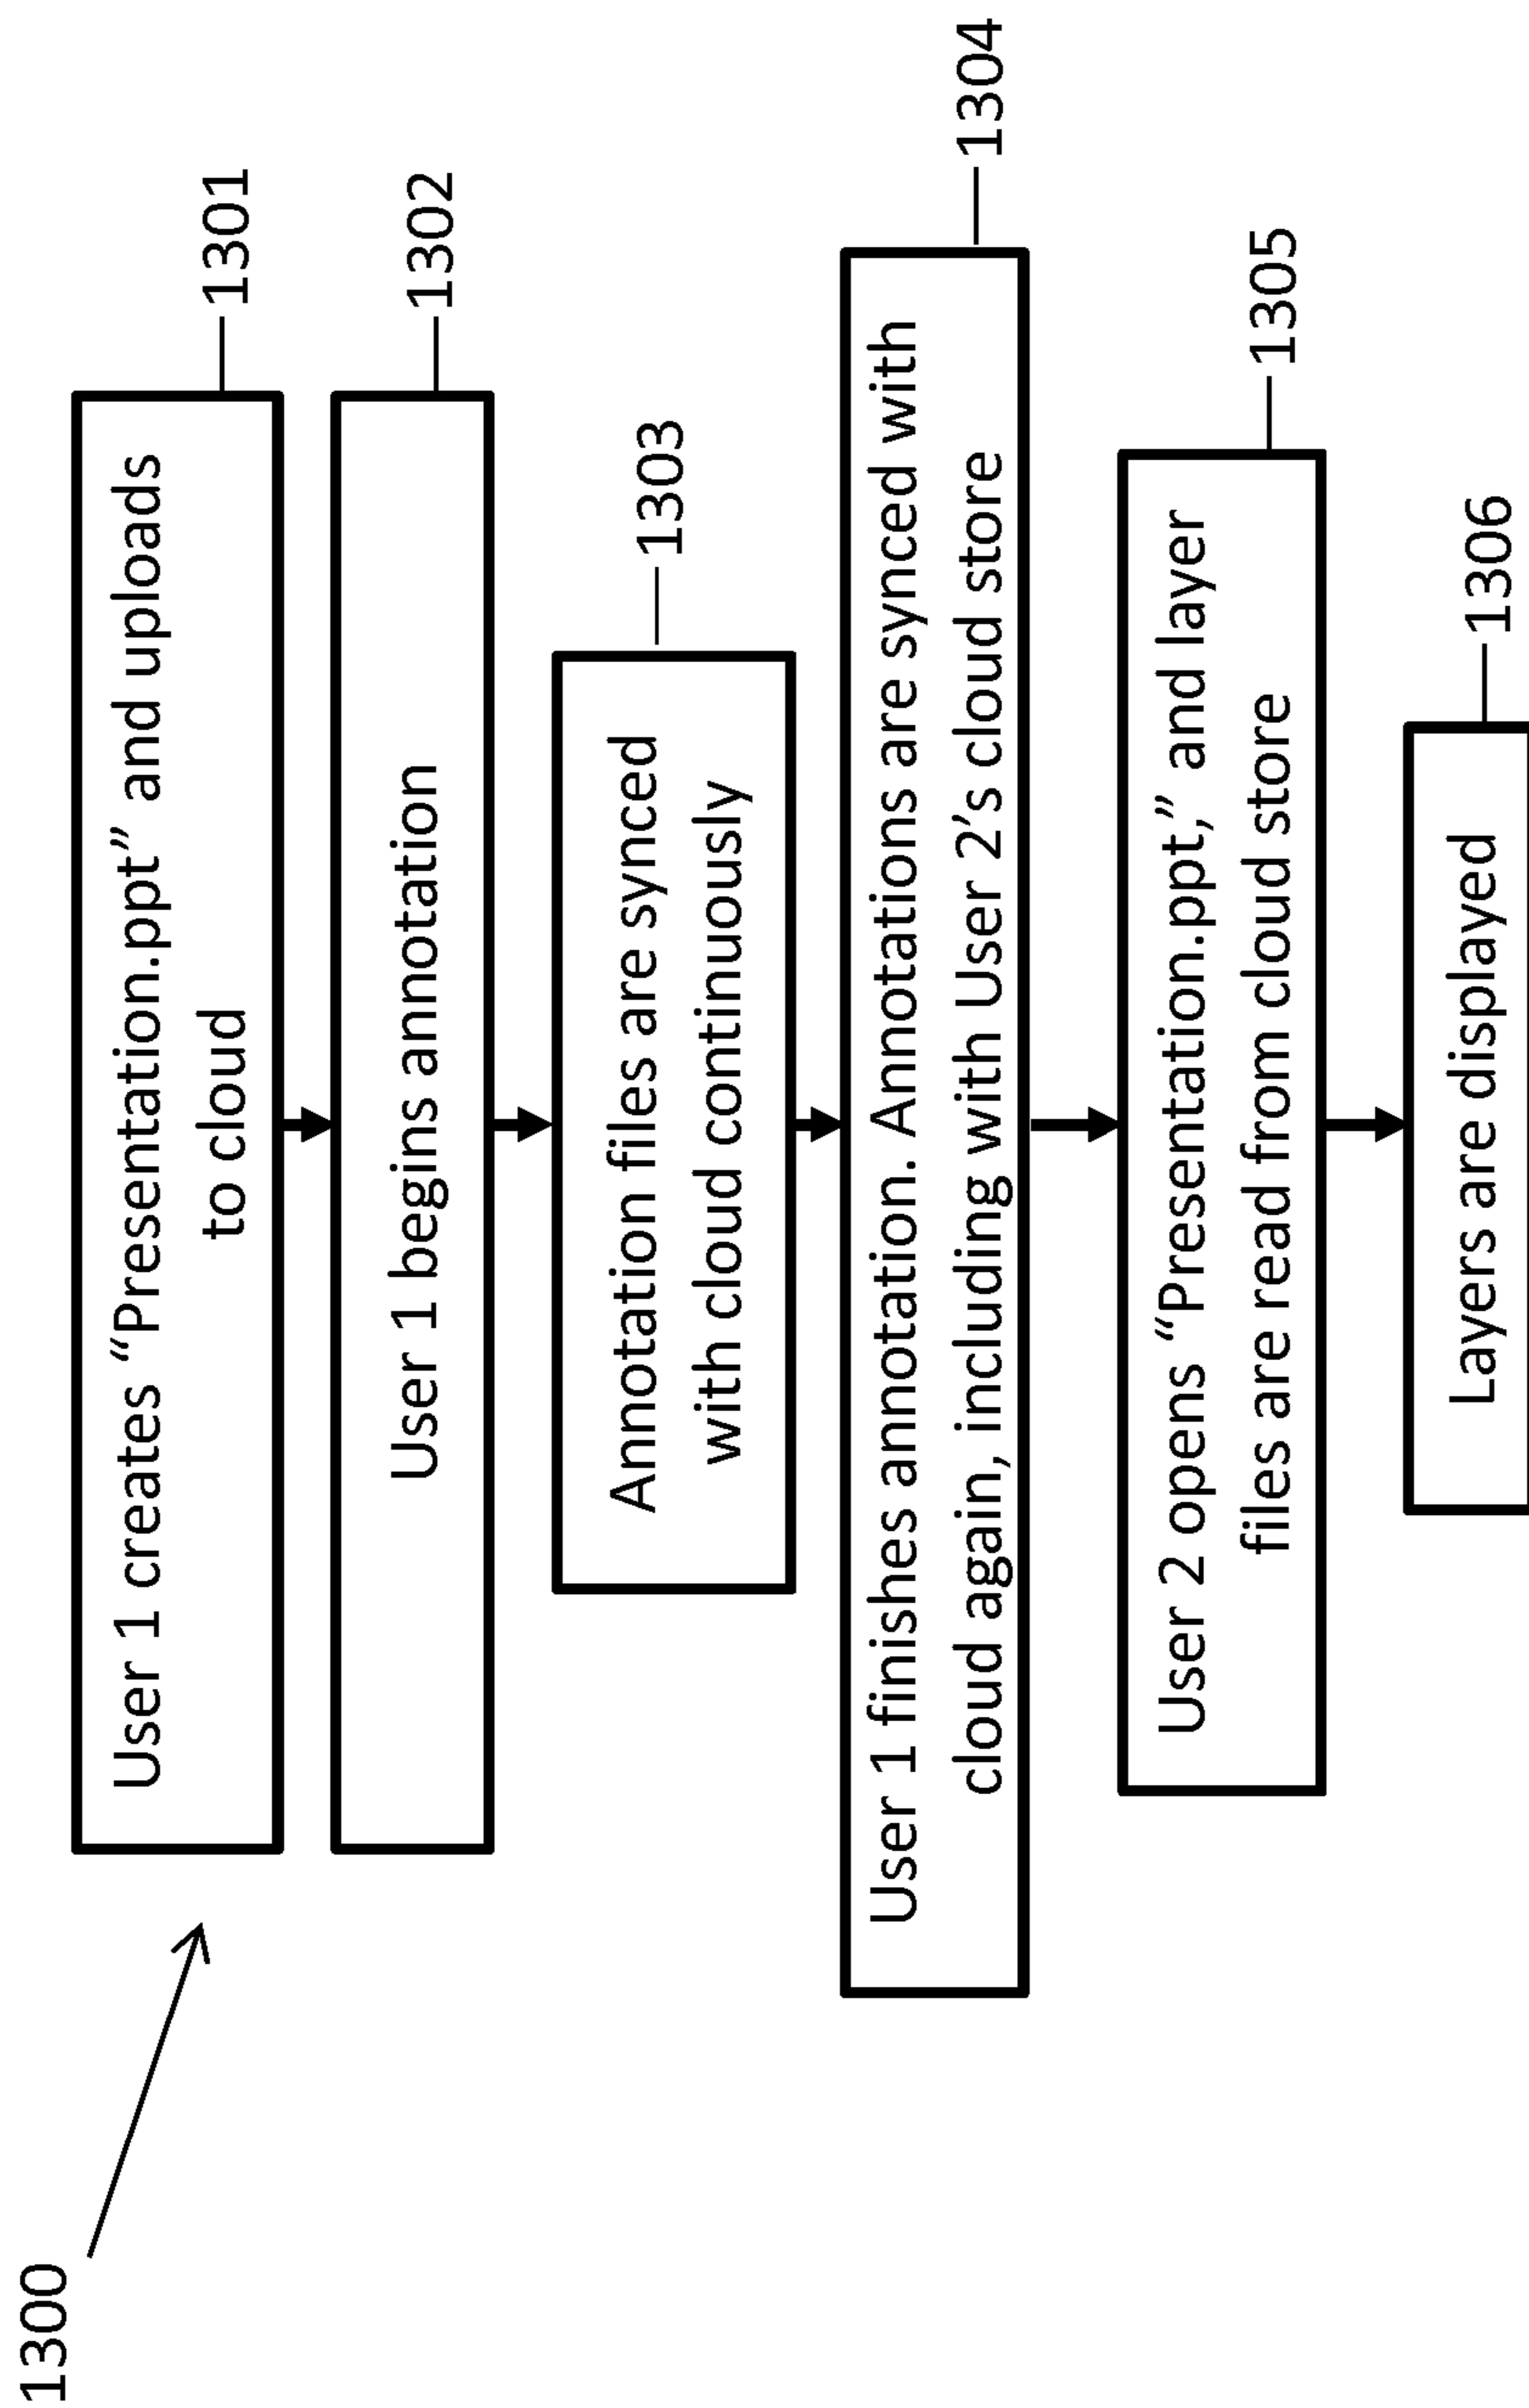 1300
User 1 creates “Presentation.ppt” and uploads
to cloud
1301
User 1 begins annotation
1302
Annotation files are synced
with cloud continuously
1303
User 1 finishes annotation. Annotations are synced with
cloud again, including with User 2’s cloud store
1304
User 2 opens “Presentation.ppt,” and layer
files are read from cloud store
1305
Layers are displayed
1306